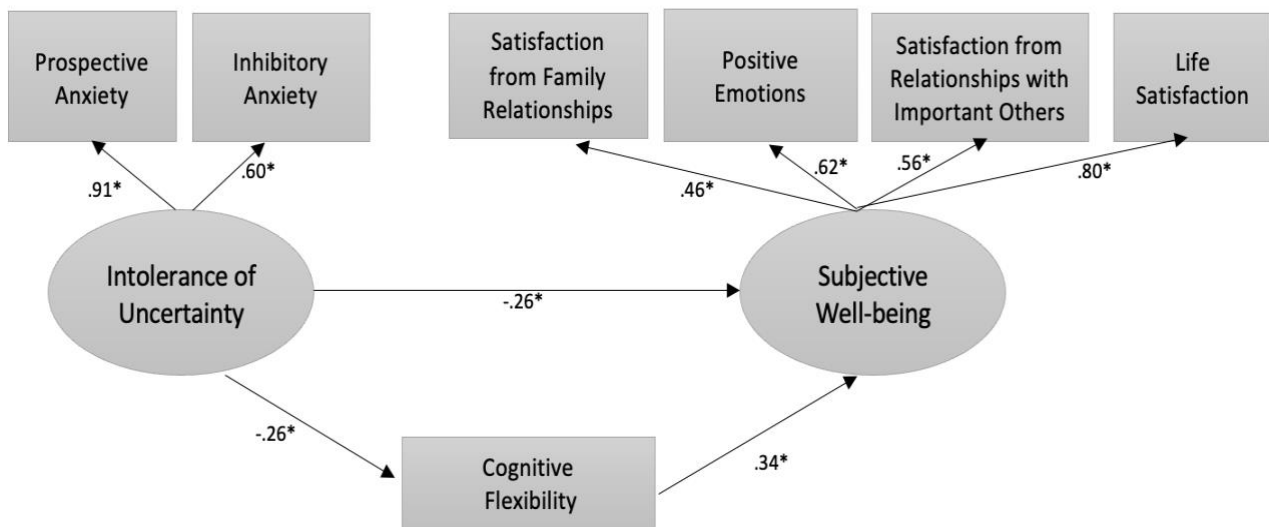 Prospective
Anxiety
Inhibitory
Anxiety
Satisfaction
from Family
Relationships
Positive
Emotions
Satisfaction from
Relationships with
Important Others
Life
Satisfaction
.91*
.60*
.46*
.62*
.56*
.80*
Intolerance of
Uncertainty
-.26*
Subjective
Well-being
-.26*
Cognitive
Flexibility
.34*